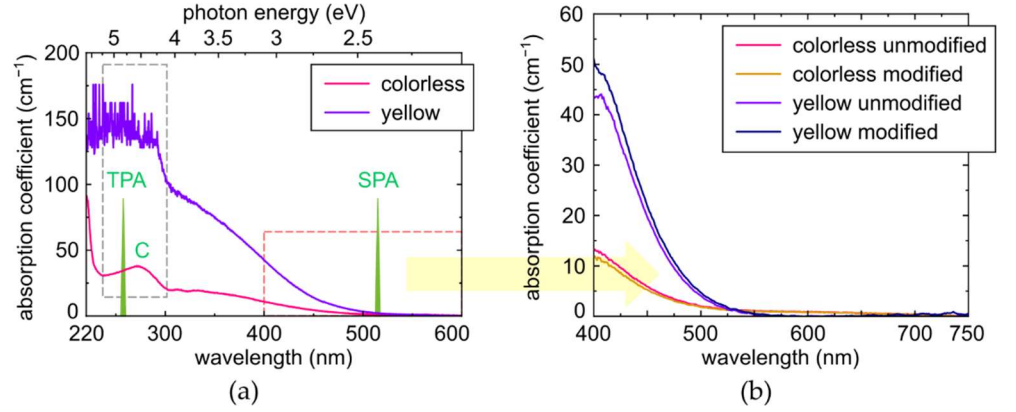 photon energy (eV)
5 4 3.5 3 2.5
200
150
100
50
0
absorption coefficient (cm⁻¹)
colorless
yellow
TPA
SPA
C
220 300 400 500 600
wavelength (nm)
(a)
60
50
40
30
20
10
0
absorption coefficient (cm⁻¹)
colorless unmodified
colorless modified
yellow unmodified
yellow modified
400 500 600 700 750
wavelength (nm)
(b)